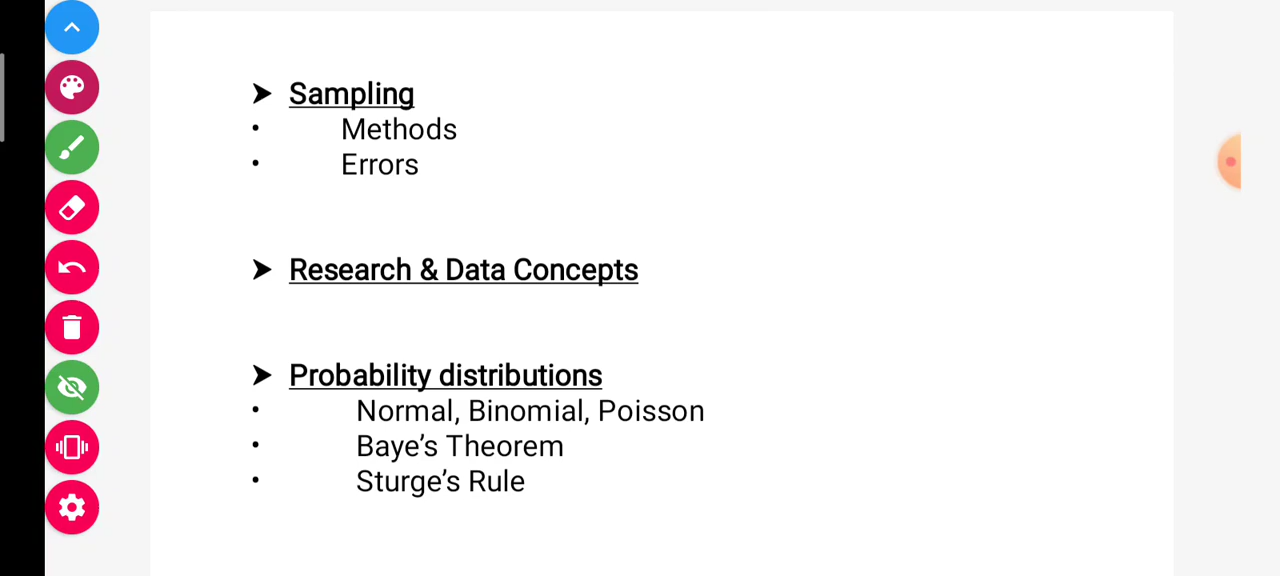 ➤ Sampling
• Methods
• Errors
➤ Research & Data Concepts
➤ Probability distributions
• Normal, Binomial, Poisson
• Baye’s Theorem
• Sturge’s Rule